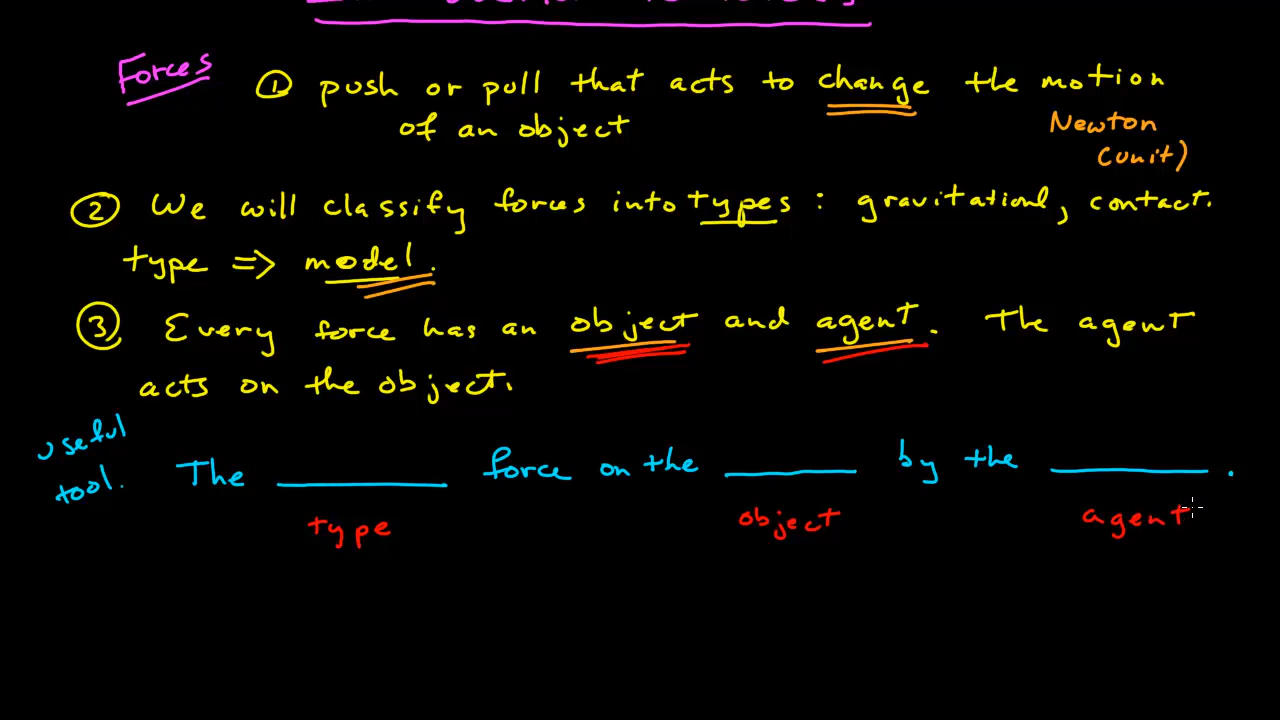 Forces ① push or pull that acts to change the motion
of an object
Newton
(unit)
② We will classify forces into types : gravitational, contact.
type => model.
③ Every force has an object and agent. The agent
acts on the object.
useful
tool.
The ________ force on the ________ by the ________ .
type object agent